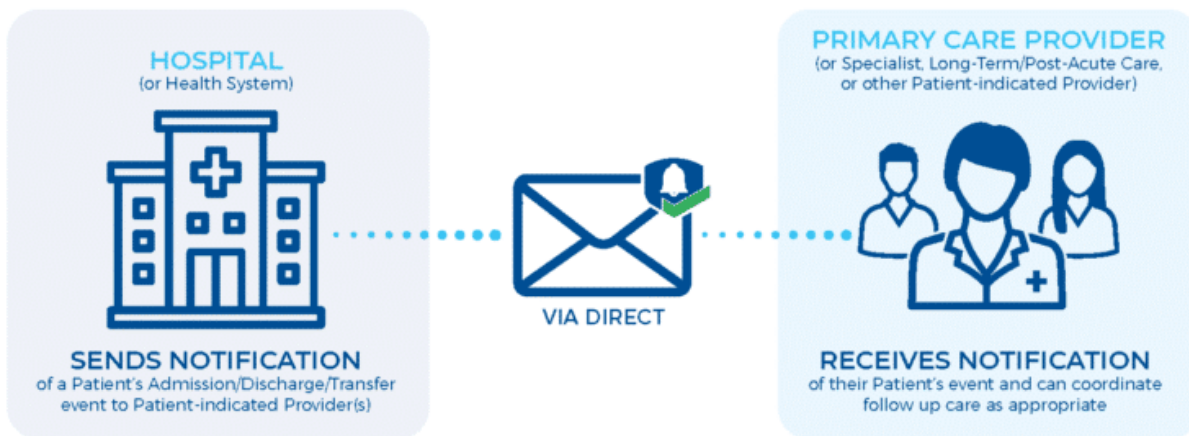 HOSPITAL
(or Health System)
SENDS NOTIFICATION
of a Patient's Admission/Discharge/Transfer
event to Patient-indicated Provider(s)
VIA DIRECT
PRIMARY CARE PROVIDER
(or Specialist, Long-Term/Post-Acute Care,
or other Patient-indicated Provider)
RECEIVES NOTIFICATION
of their Patient's event and can coordinate
follow up care as appropriate